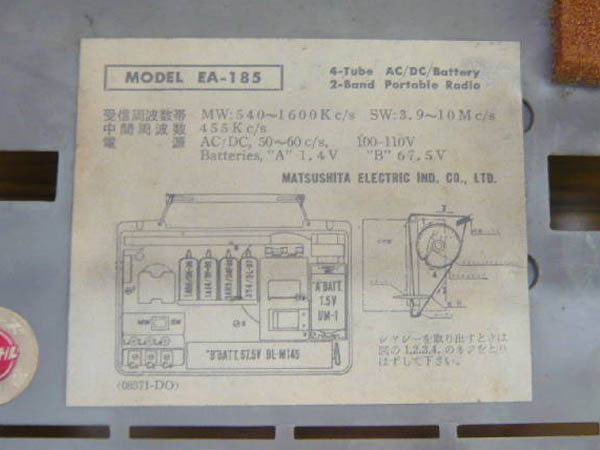 MODEL EA-185
4-Tube AC/DC/Battery
2-Band Portable Radio
受信周波数帯 MW: 540~1600Kc/s SW: 3.9~10Mc/s
中間周波数 455Kc/s
電源 AC/DC, 50~60c/s, 100-110V
Batteries, "A" 1.4V "B" 67.5V
MATSUSHITA ELECTRIC IND. CO., LTD.
"A"BATT.
1.5V
UM-1
"B"BATT. 67.5V BL-M145
シャシーを取り出すときは
図の1,2,3,4,のネジをとり
はずして下さい。
(08571-DO)